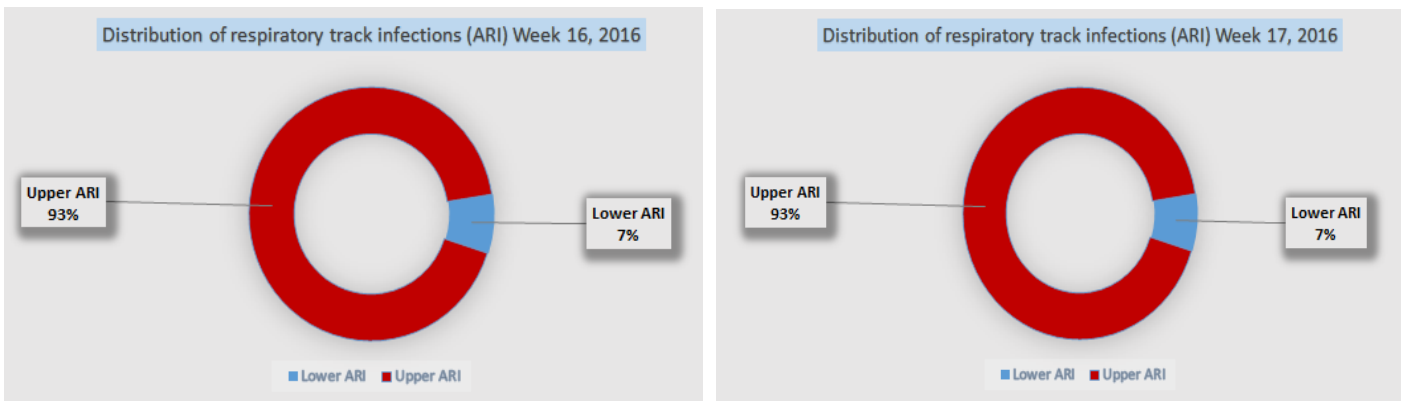 Distribution of respiratory track infections (ARI) Week 16, 2016
Upper ARI
93%
Lower ARI
7%
Lower ARI Upper ARI
Distribution of respiratory track infections (ARI) Week 17, 2016
Upper ARI
93%
Lower ARI
7%
Lower ARI Upper ARI